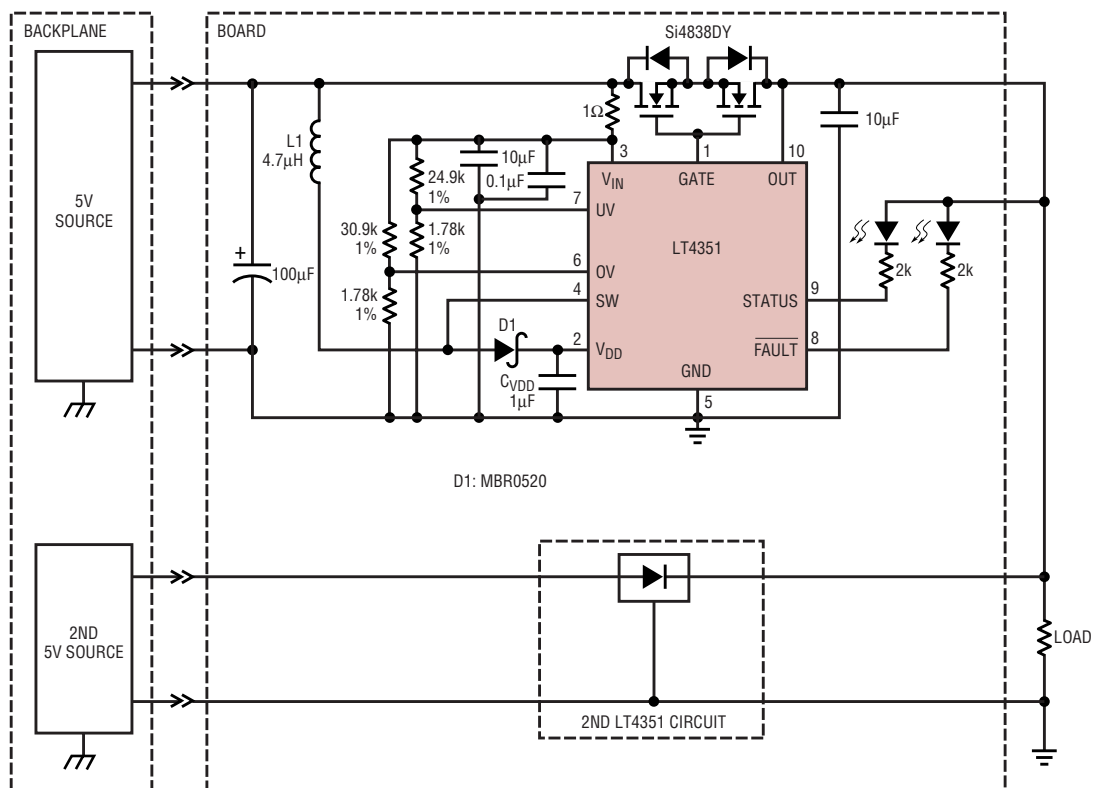 BACKPLANE
BOARD
Si4838DY
5V
SOURCE
1Ω
L1
4.7µH
10µF
0.1µF
24.9k
1%
30.9k
1%
1.78k
1%
1.78k
1%
+
100µF
3
1
10
VIN
GATE
OUT
7
UV
6
OV
4
SW
2
VDD
LT4351
STATUS
9
FAULT
8
GND
5
10µF
2k
2k
D1
CVDD
1µF
D1: MBR0520
2ND
5V SOURCE
2ND LT4351 CIRCUIT
LOAD